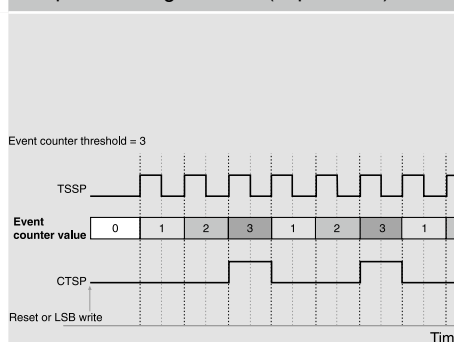 Event counter threshold = 3
TSSP
Event
counter value
0 1 2 3 1 2 3 1
CTSP
Reset or LSB write